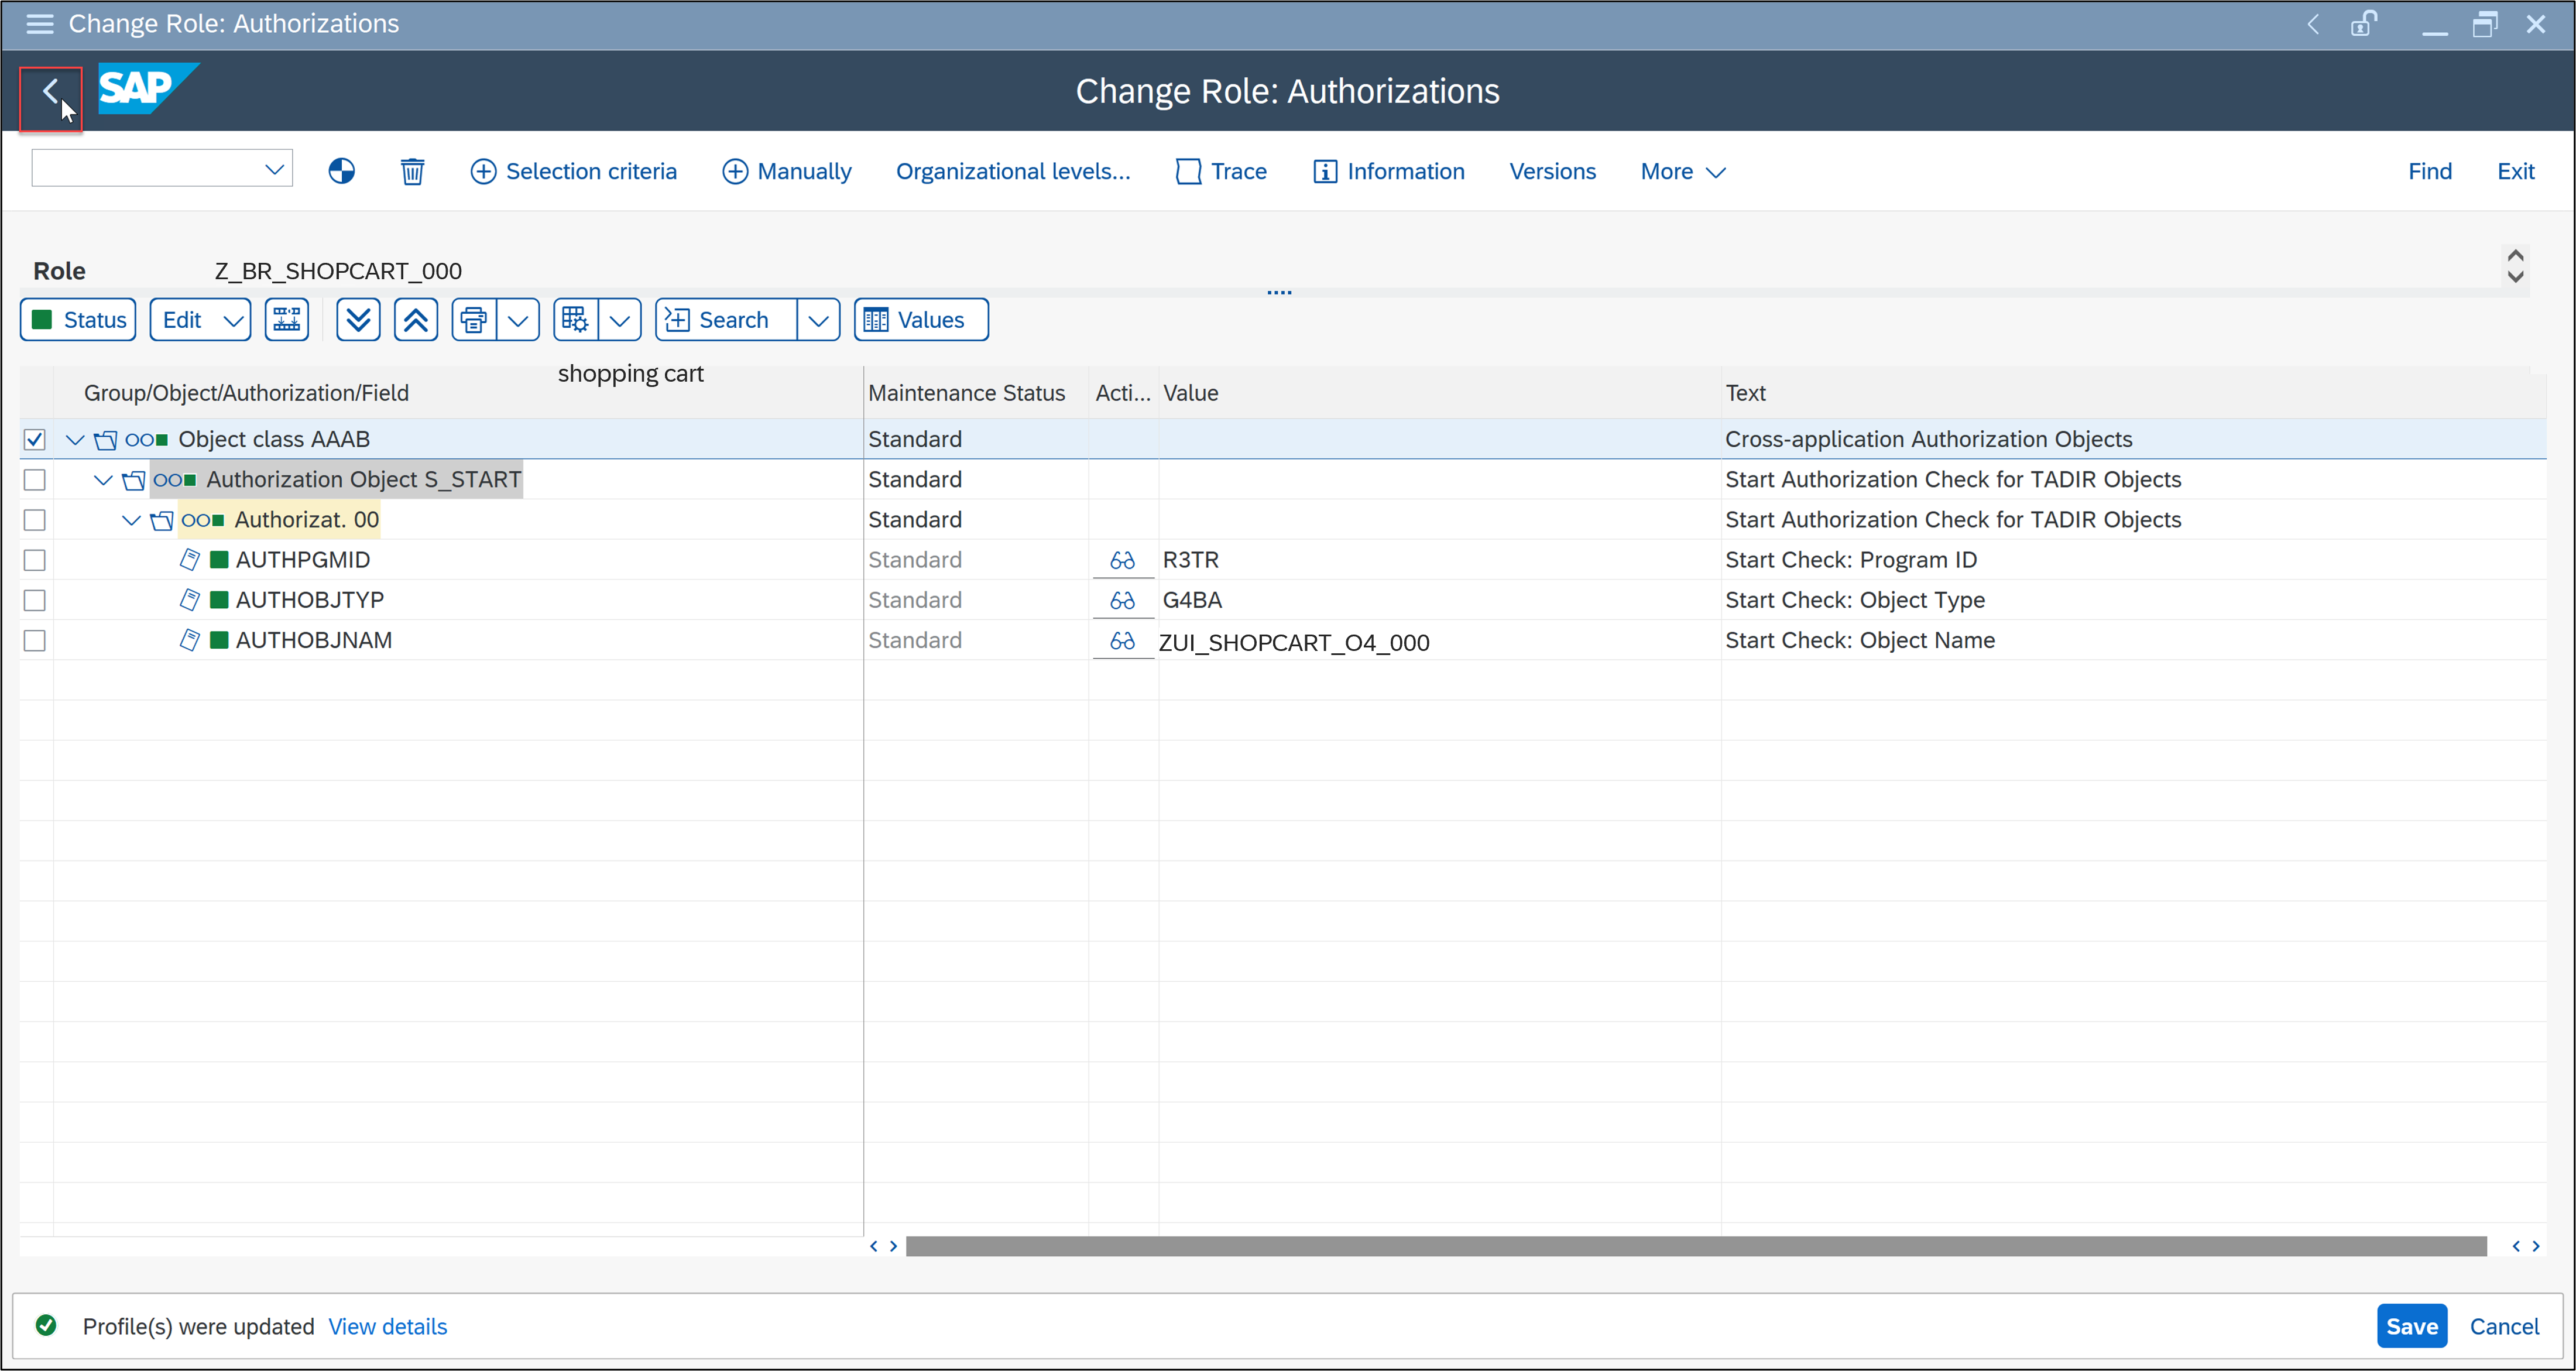 Change Role: Authorizations
SAP Change Role: Authorizations
Selection criteria Manually Organizational levels... Trace Information Versions More Find Exit
Role Z_BR_SHOPCART_000
Status Edit Search Values
shopping cart
Group/Object/Authorization/Field Maintenance Status Acti... Value Text
Object class AAAB Standard Cross-application Authorization Objects
Authorization Object S_START Standard Start Authorization Check for TADIR Objects
Authorizat. 00 Standard Start Authorization Check for TADIR Objects
AUTHPGMID Standard R3TR Start Check: Program ID
AUTHOBJTYP Standard G4BA Start Check: Object Type
AUTHOBJNAM Standard ZUI_SHOPCART_O4_000 Start Check: Object Name
Profile(s) were updated View details Save Cancel